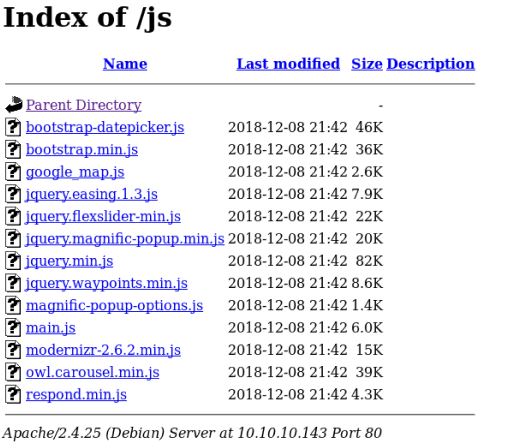 Index of /js
Name Last modified Size Description
Parent Directory -
bootstrap-datepicker.js 2018-12-08 21:42 46K
bootstrap.min.js 2018-12-08 21:42 36K
google_map.js 2018-12-08 21:42 2.6K
jquery.easing.1.3.js 2018-12-08 21:42 7.9K
jquery.flexslider-min.js 2018-12-08 21:42 22K
jquery.magnific-popup.min.js 2018-12-08 21:42 20K
jquery.min.js 2018-12-08 21:42 82K
jquery.waypoints.min.js 2018-12-08 21:42 8.6K
magnific-popup-options.js 2018-12-08 21:42 1.4K
main.js 2018-12-08 21:42 6.0K
modernizr-2.6.2.min.js 2018-12-08 21:42 15K
owl.carousel.min.js 2018-12-08 21:42 39K
respond.min.js 2018-12-08 21:42 4.3K
Apache/2.4.25 (Debian) Server at 10.10.10.143 Port 80